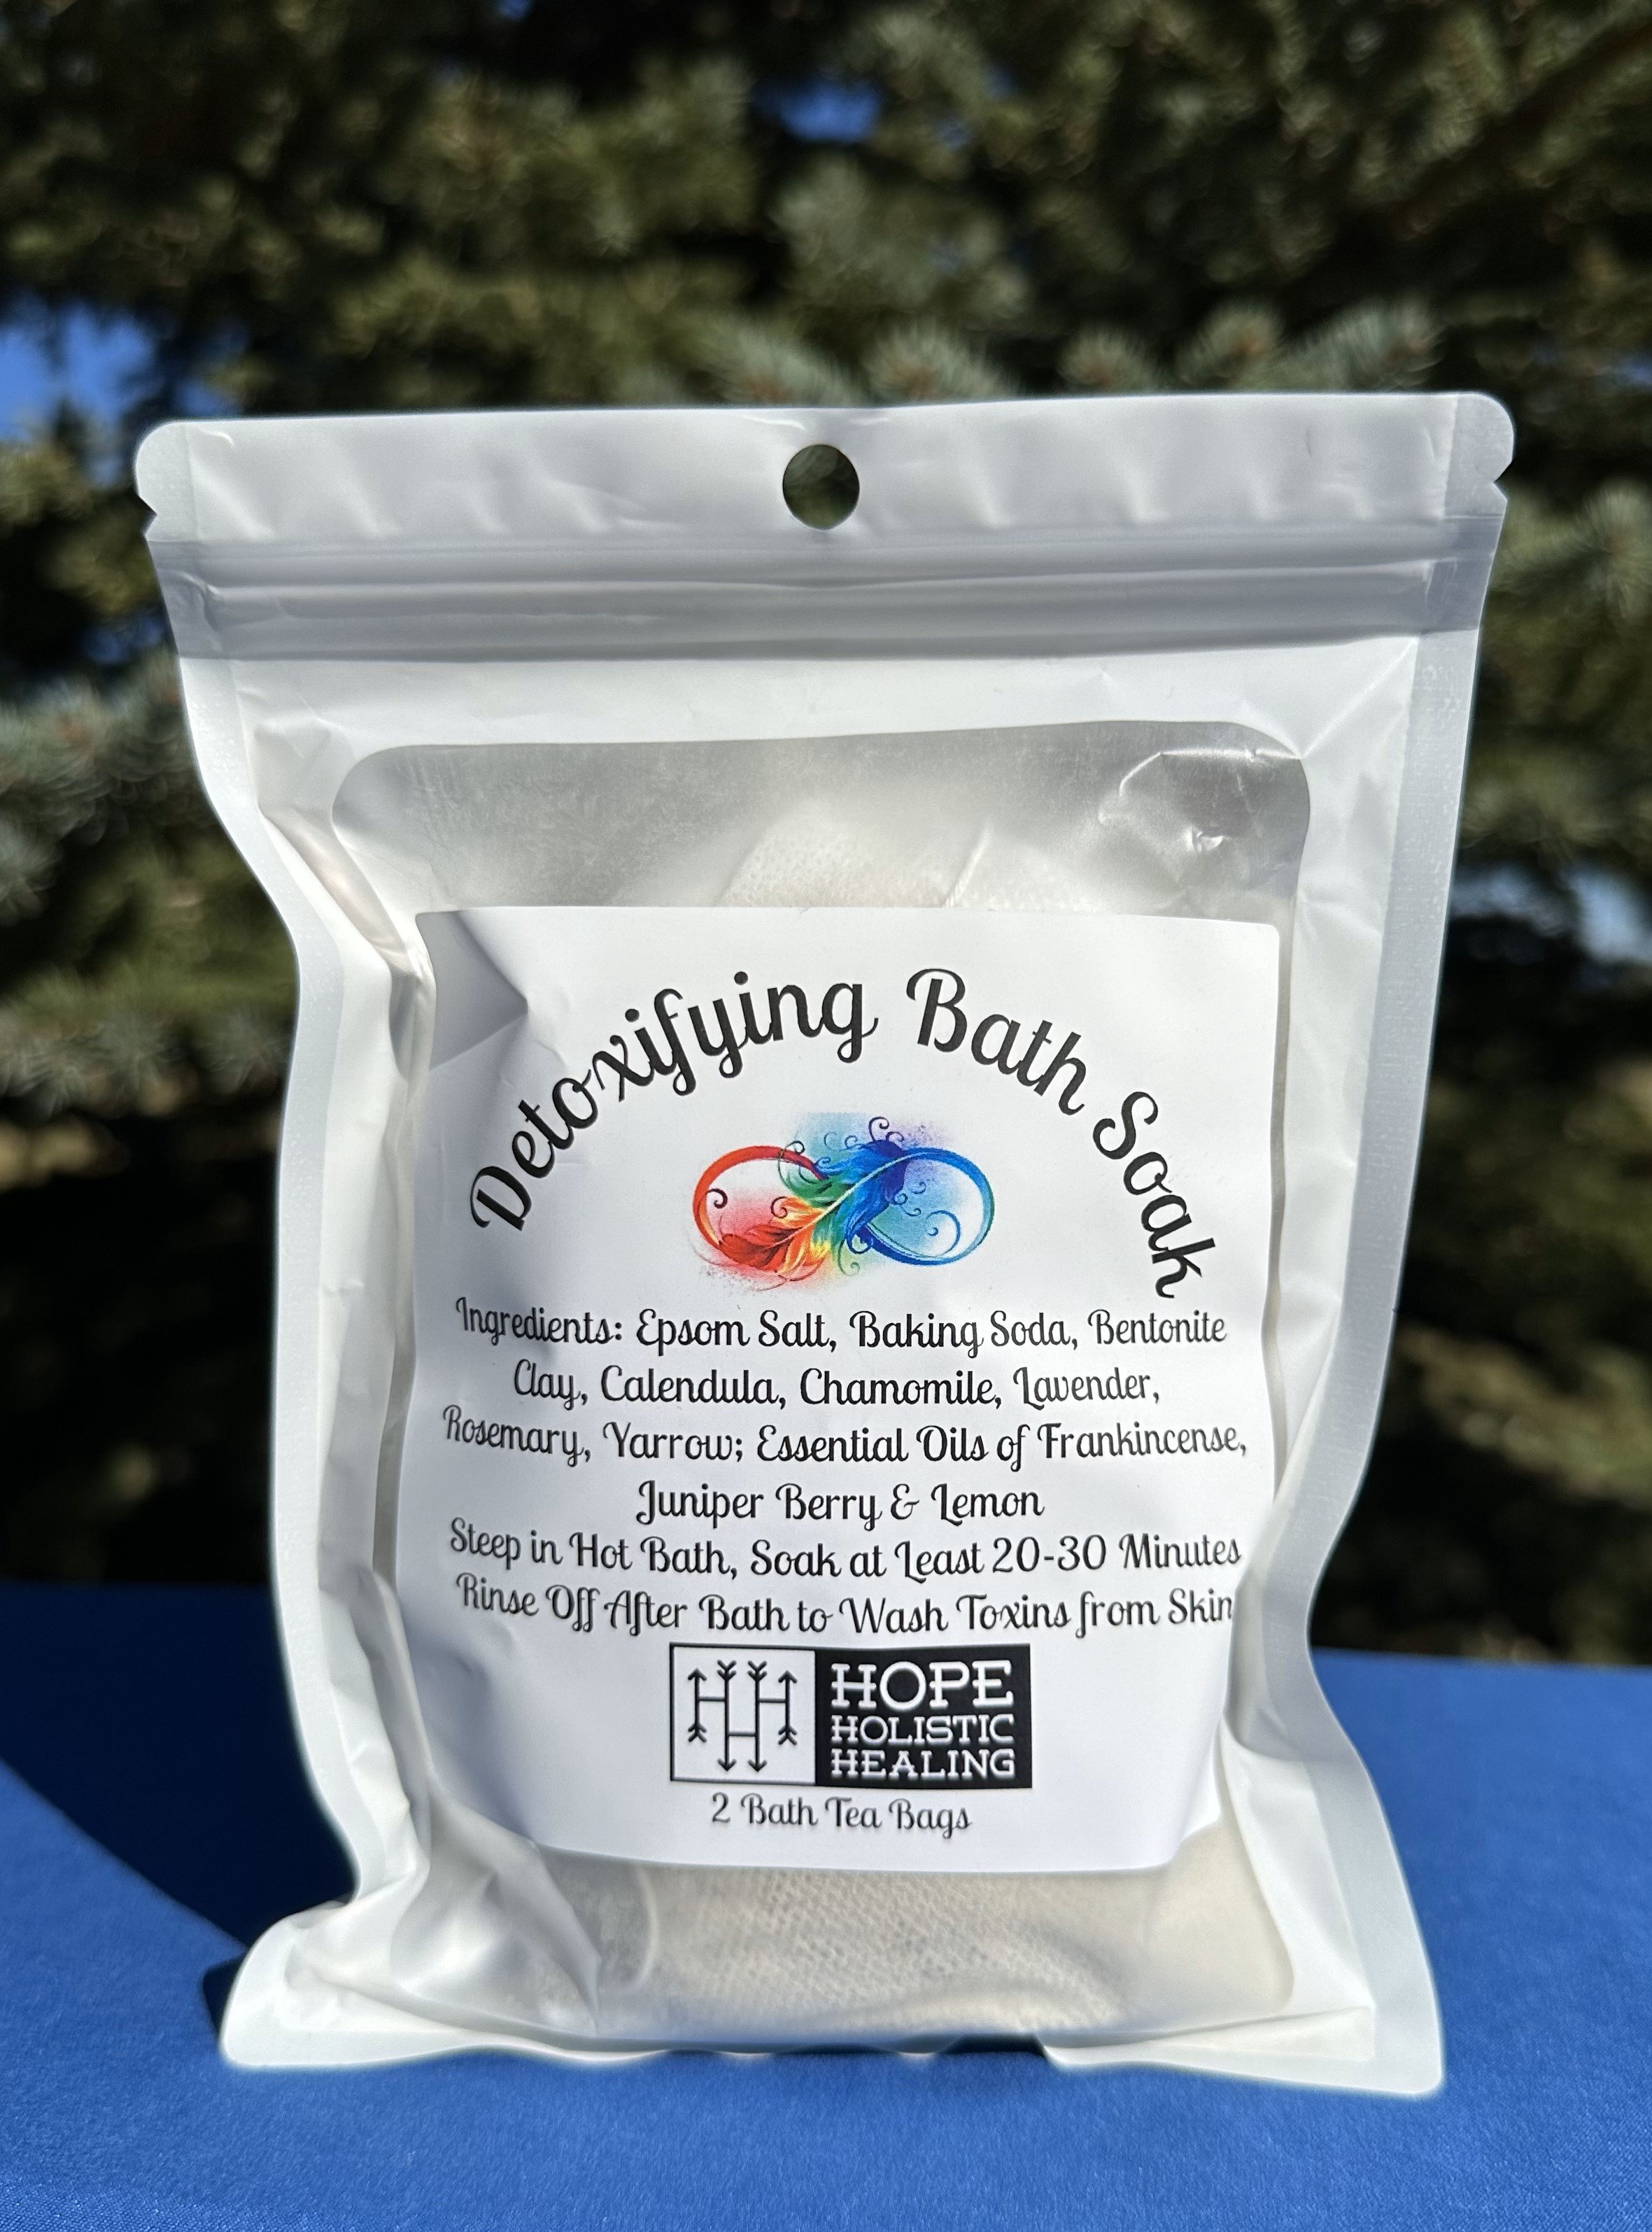 Detoxifying Bath Soak
Ingredients: Epsom Salt, Baking Soda, Bentonite
Clay, Calendula, Chamomile, Lavender,
Rosemary, Yarrow; Essential Oils of Frankincense,
Juniper Berry & Lemon
Steep in Hot Bath, Soak at Least 20-30 Minutes
Rinse Off After Bath to Wash Toxins from Skin
HHH
HOPE
HOLISTIC
HEALING
2 Bath Tea Bags